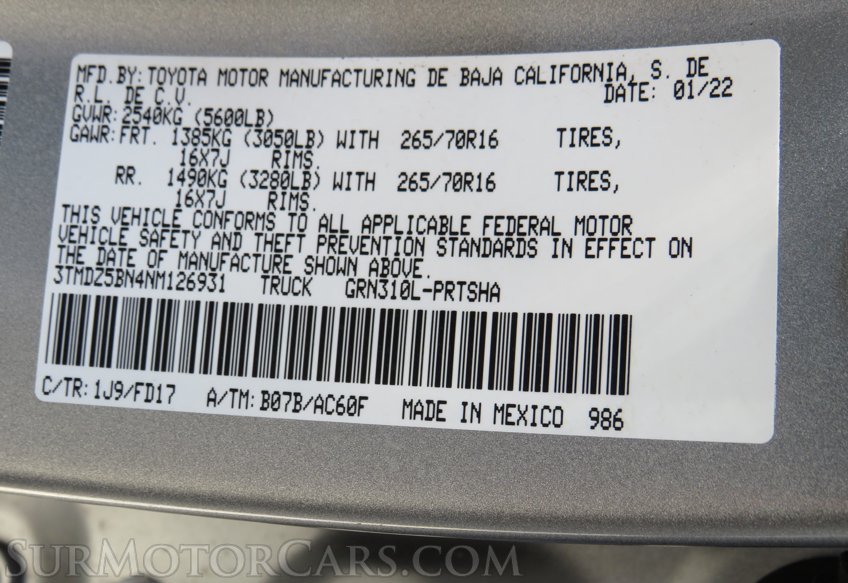 MFD.BY: TOYOTA MOTOR MANUFACTURING DE BAJA CALIFORNIA, S. DE
R.L. DE C.V. DATE: 01/22
GVWR: 2540KG (5600LB)
GAWR: FRT. 1385KG (3050LB) WITH 265/70R16 TIRES,
16X7J RIMS.
RR. 1490KG (3280LB) WITH 265/70R16 TIRES,
16X7J RIMS.
THIS VEHICLE CONFORMS TO ALL APPLICABLE FEDERAL MOTOR
VEHICLE SAFETY AND THEFT PREVENTION STANDARDS IN EFFECT ON
THE DATE OF MANUFACTURE SHOWN ABOVE.
3TMDZ5BN4NM126931 TRUCK GRN310L-PRTSHA
C/TR: 1J9/FD17 A/TM: B07B/AC60F MADE IN MEXICO 986
SURMOTORCARS.COM